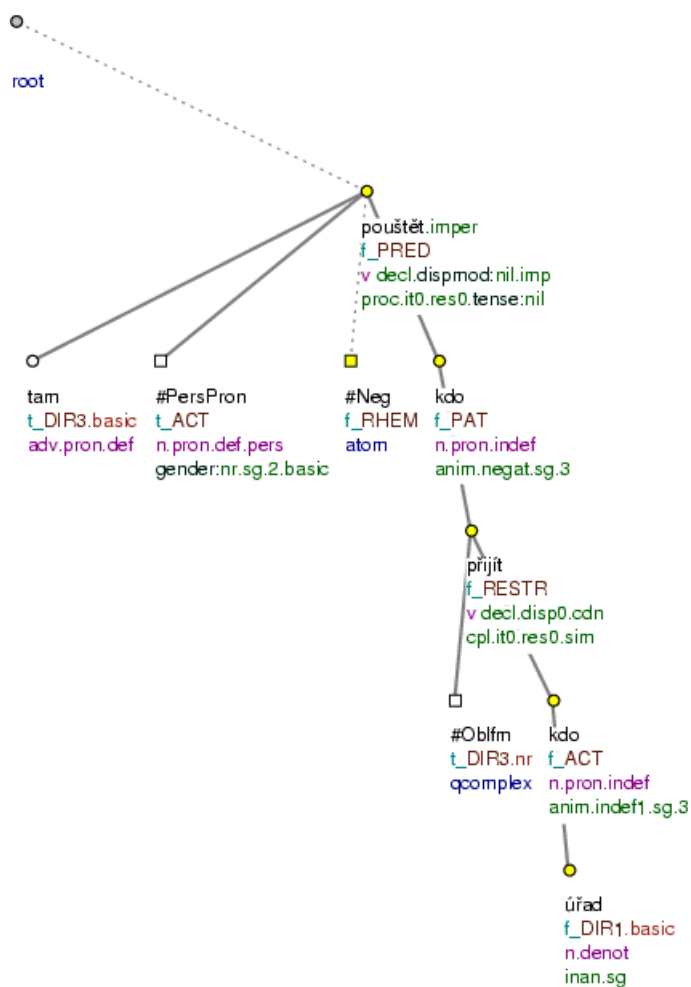 root
pouštět.imper
f_PRED
v decl.dispmod:nil.imp
proc.it0.res0.tense:nil
tam
t_DIR3.basic
adv.pron.def
#PersPron
t_ACT
n.pron.def.pers
gender:nr.sg.2.basic
#Neg
f_RHEM
atom
kdo
f_PAT
n.pron.indef
anim.negat.sg.3
přijít
f_RESTR
v decl.disp0.cdn
cpl.it0.res0.sim
#Oblfm
t_DIR3.nr
qcomplex
kdo
f_ACT
n.pron.indef
anim.indef1.sg.3
úřad
f_DIR1.basic
n.denot
inan.sg